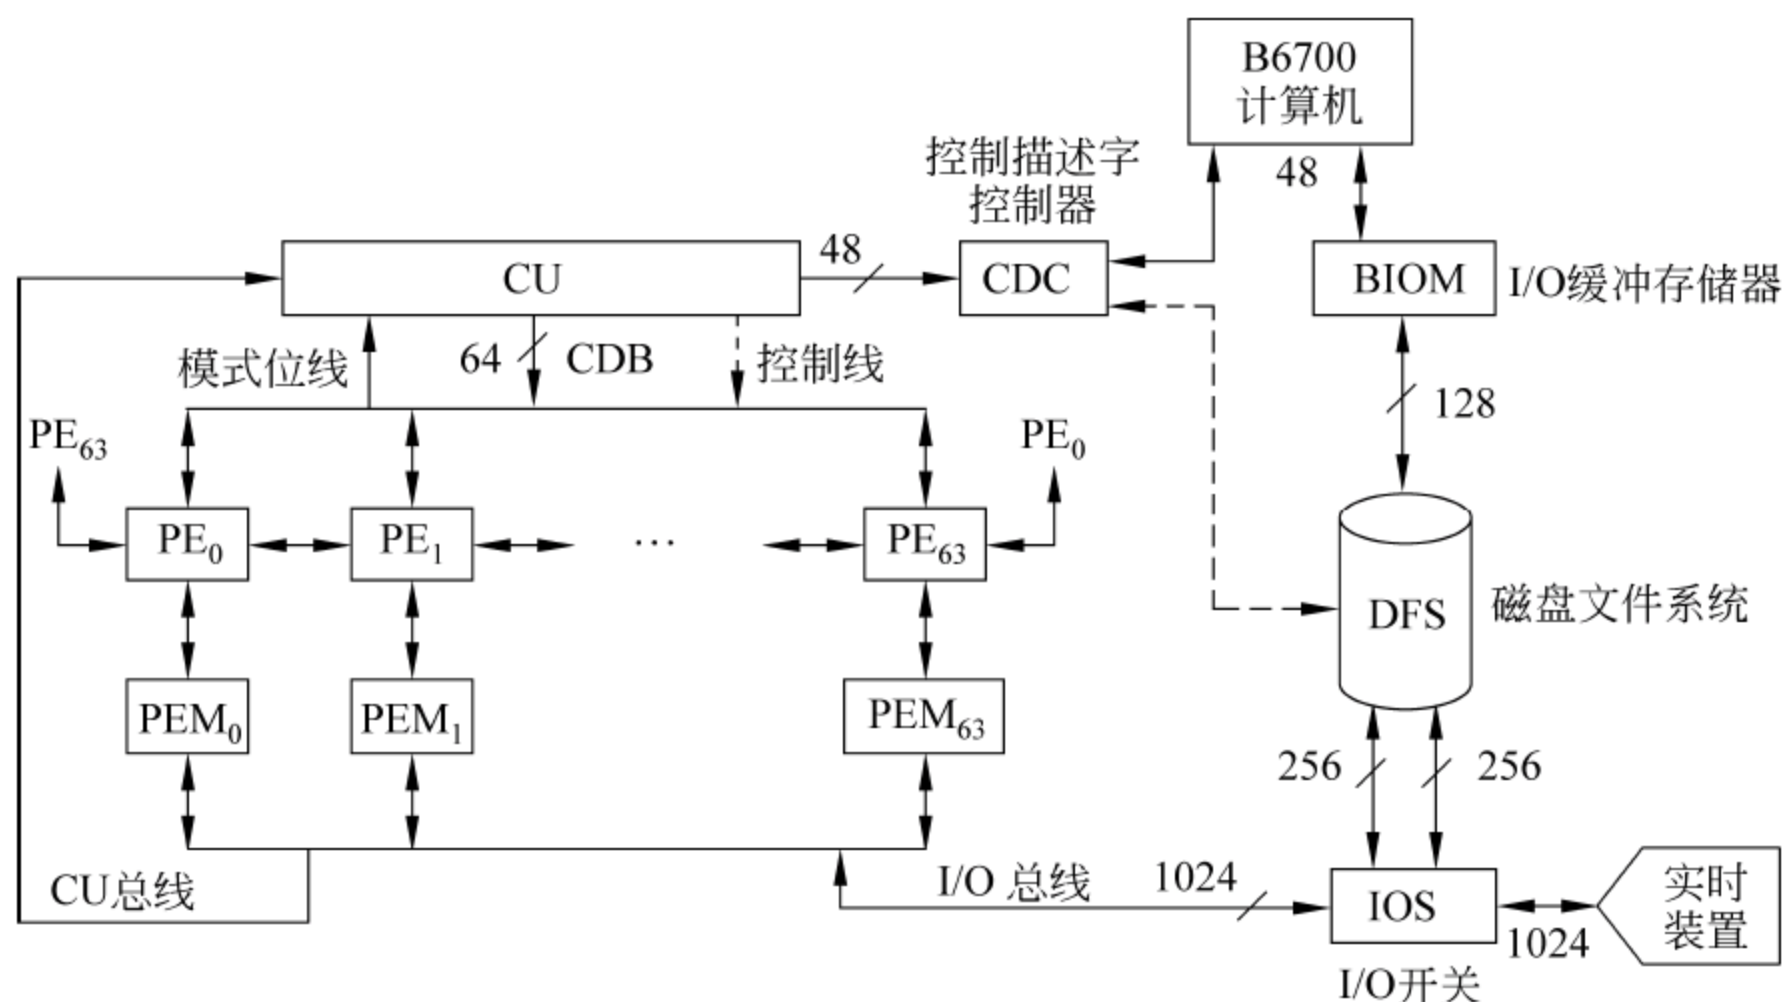 B6700
计算机
48
控制描述字
控制器
CU
48
CDC
BIOM
I/O缓冲存储器
模式位线
64
CDB
控制线
128
PE63
PE0
PE0
PE1
…
PE63
DFS
磁盘文件系统
PEM0
PEM1
PEM63
256
256
CU总线
I/O 总线
1024
IOS
1024
实时
装置
I/O开关